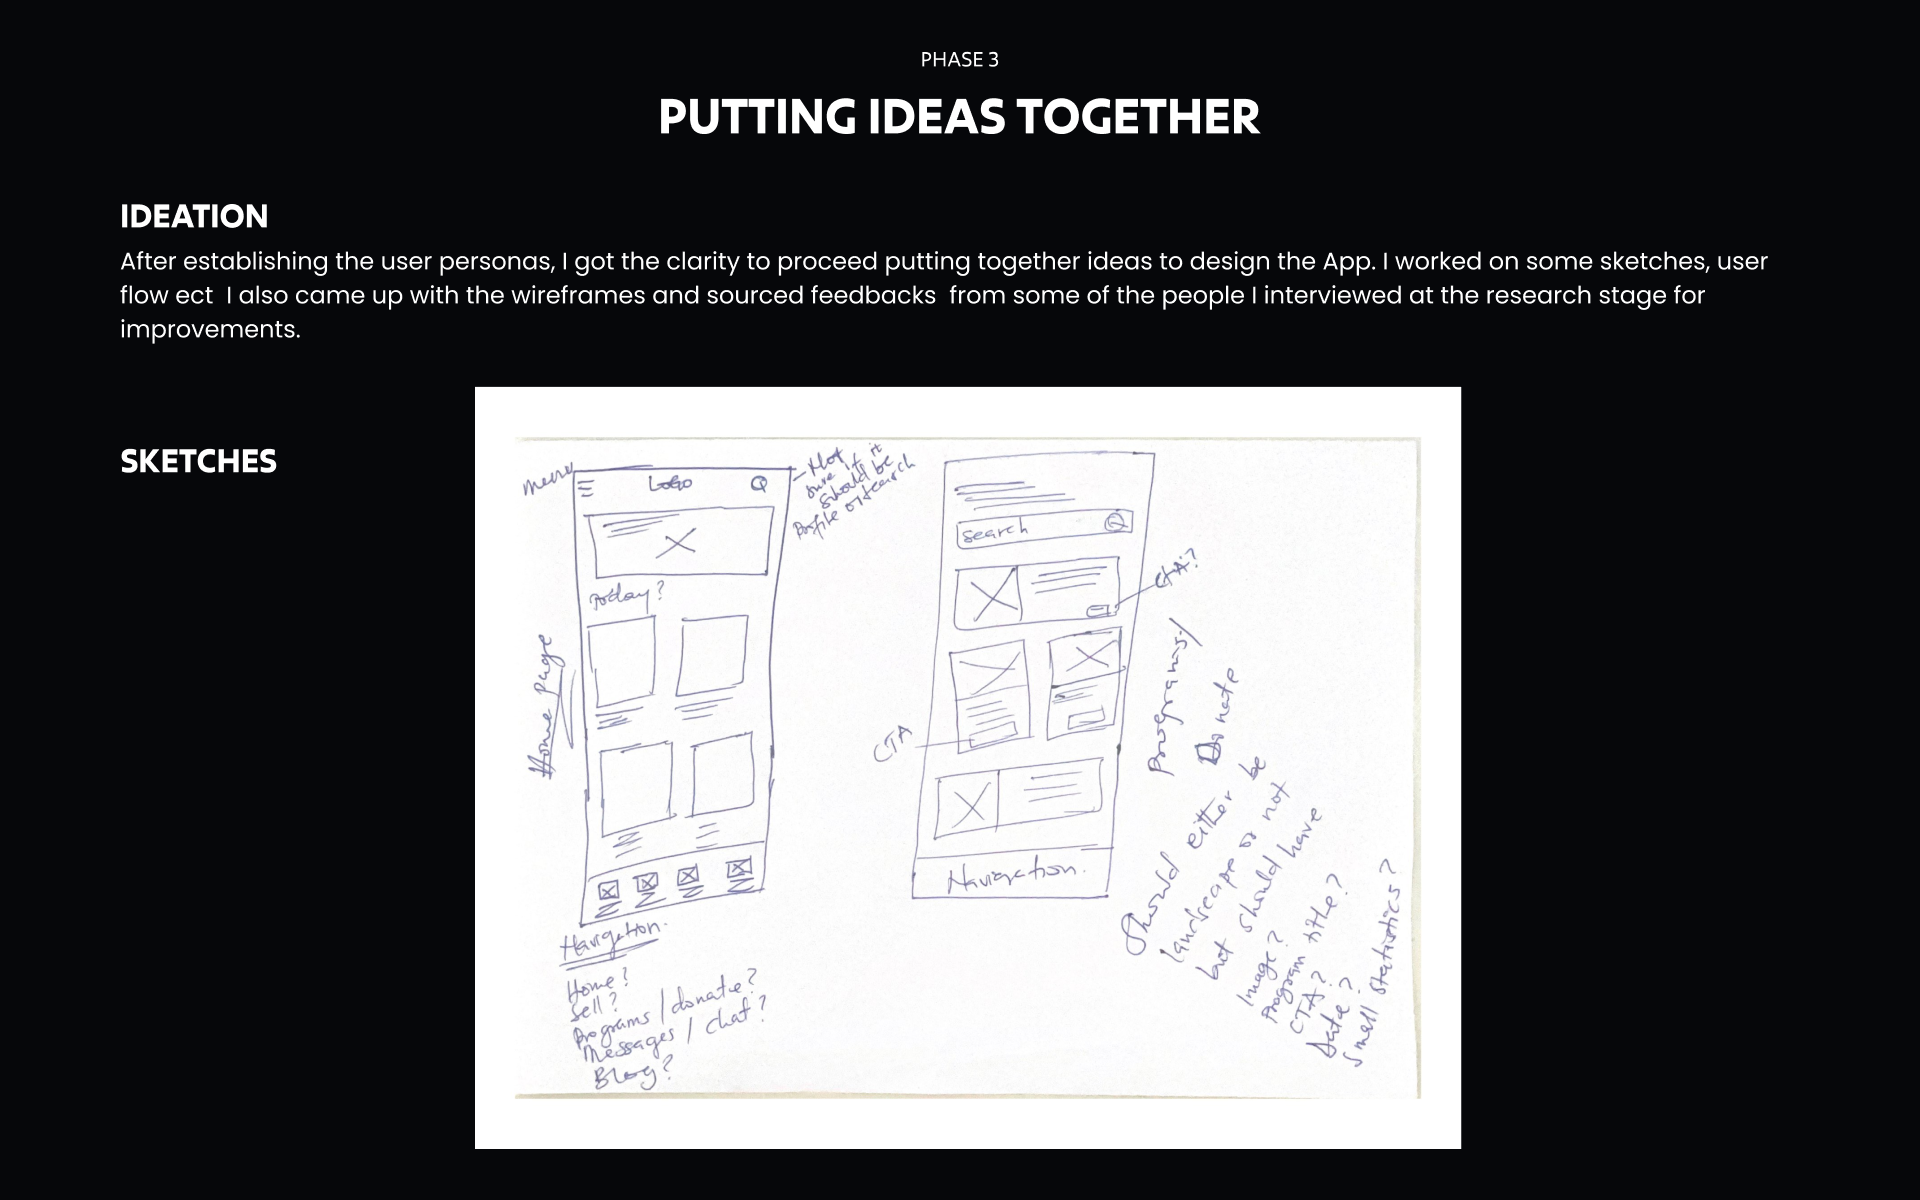 PHASE 3
PUTTING IDEAS TOGETHER
IDEATION
After establishing the user personas, I got the clarity to proceed putting together ideas to design the App. I worked on some sketches, user
flow ect  I also came up with the wireframes and sourced feedbacks  from some of the people I interviewed at the research stage for
improvements.
SKETCHES
menu
Logo
- Not
sure if it
should be
Profile or search
Today?
Home page
Navigation.
Home?
Sell?
Programs / donate?
Messages / chat?
Blog?
search
CTA?
CTA
Navigation.
Programs/
Donate
Should either be
landscape or not
but should have
Image?
Program title?
CTA?
Date?
Small Statistics?